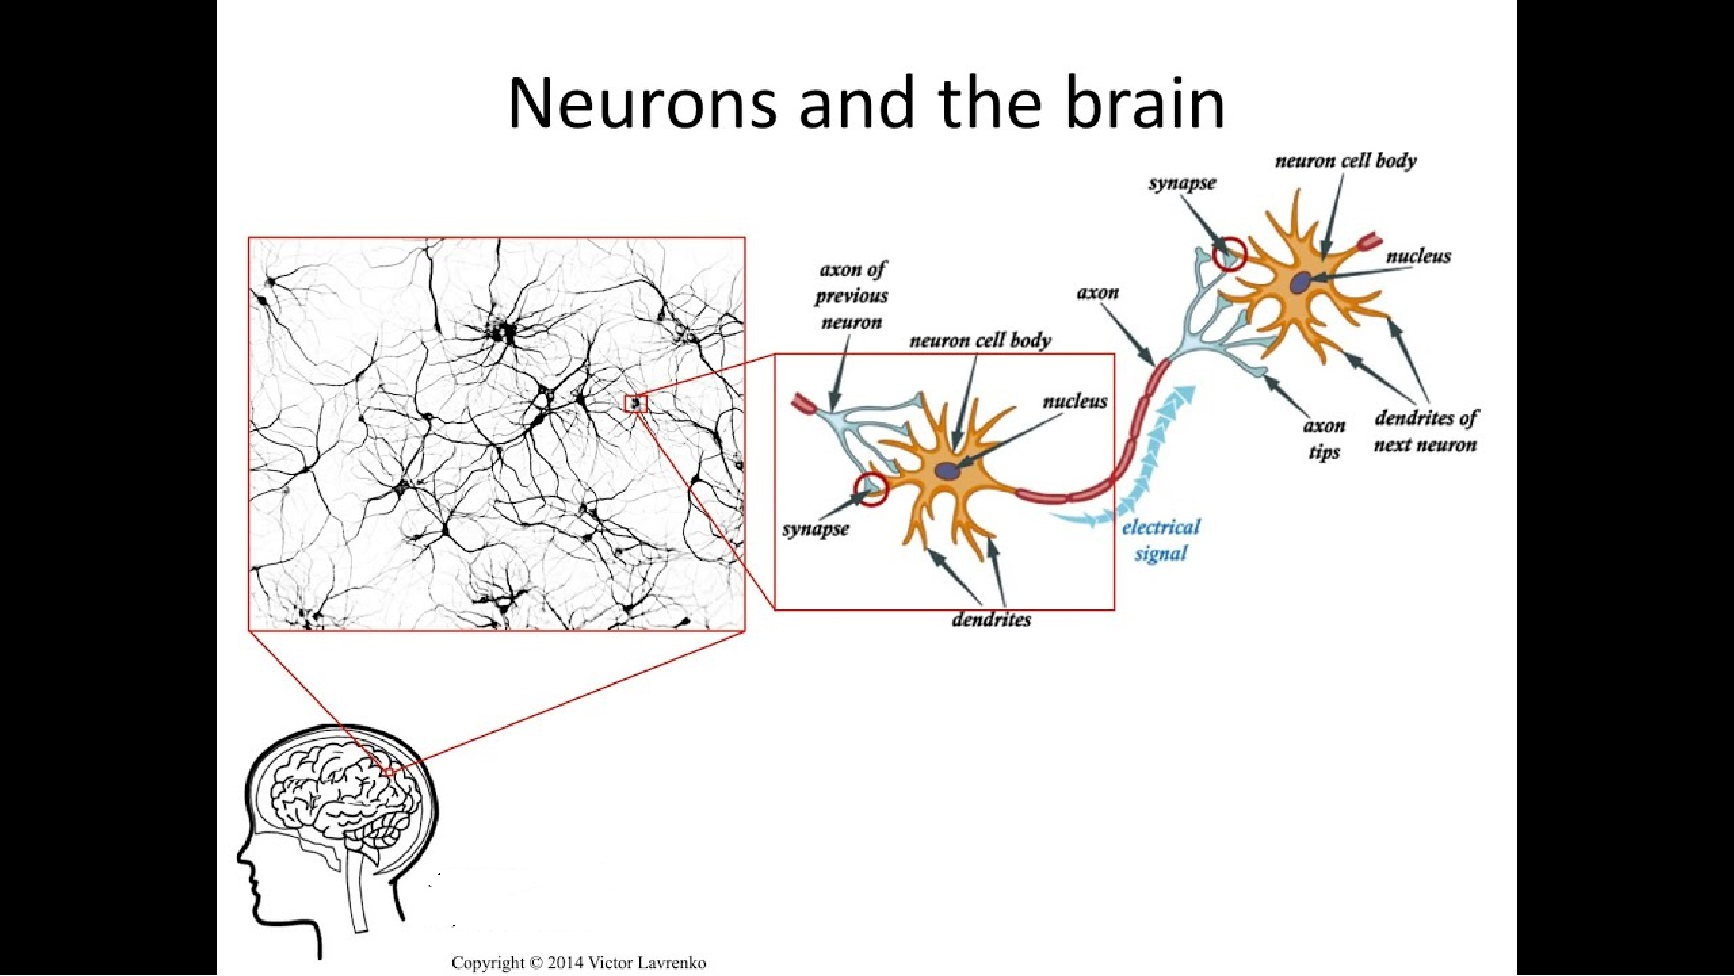 Neurons and the brain
neuron cell body
synapse
nucleus
axon of
previous
neuron
axon
neuron cell body
nucleus
axon
tips
dendrites of
next neuron
synapse
electrical
signal
dendrites
Copyright © 2014 Victor Lavrenko